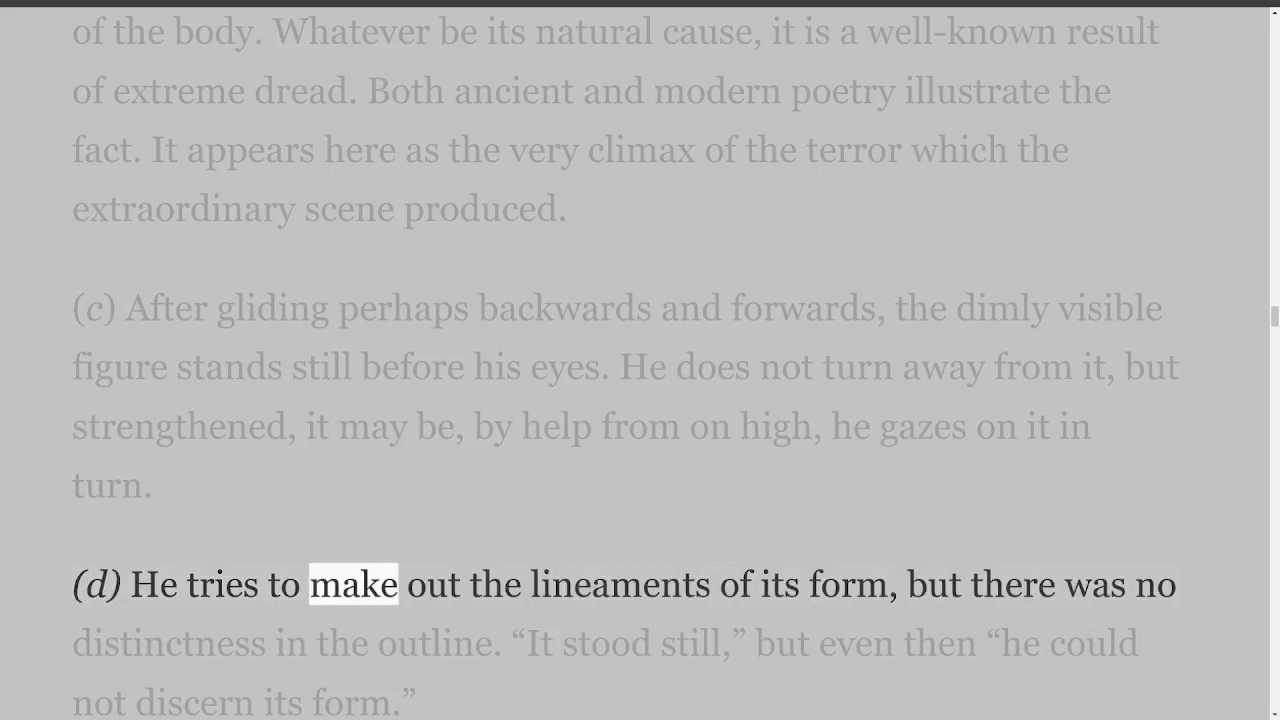 of the body. Whatever be its natural cause, it is a well-known result
of extreme dread. Both ancient and modern poetry illustrate the
fact. It appears here as the very climax of the terror which the
extraordinary scene produced.
(c) After gliding perhaps backwards and forwards, the dimly visible
figure stands still before his eyes. He does not turn away from it, but
strengthened, it may be, by help from on high, he gazes on it in
turn.
(d) He tries to make out the lineaments of its form, but there was no
distinctness in the outline. “It stood still,” but even then “he could
not discern its form.”